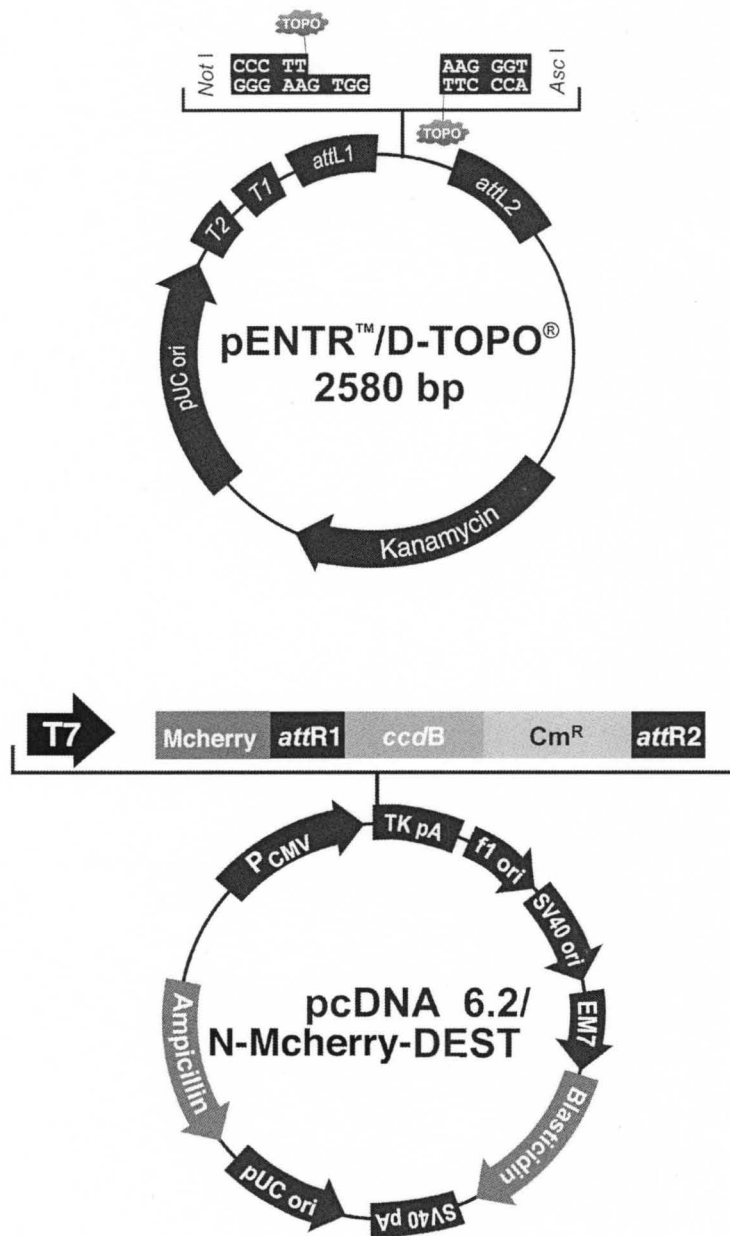 TOPO
Not I
CCC TT
GGG AAG TGG
AAG GGT
TTC CCA
Asc I
TOPO
attL1
attL2
T1
T2
pENTR™/D-TOPO®
2580 bp
pUC ori
Kanamycin
T7
Mcherry
attR1
ccdB
CmR
attR2
PCMV
TK pA
f1 ori
SV40 ori
EM7
pcDNA 6.2/
N-Mcherry-DEST
Ampicillin
Blasticidin
pUC ori
SV40 pA